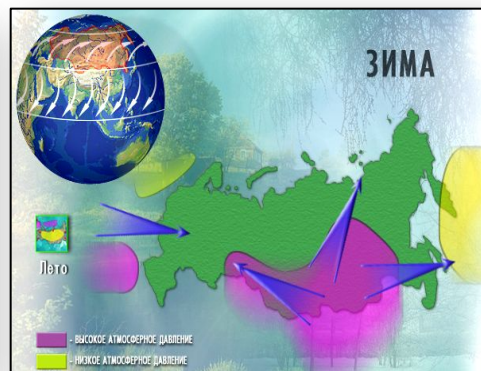 ЗИМА
Лето
- ВЫСОКОЕ АТМОСФЕРНОЕ ДАВЛЕНИЕ
- НИЗКОЕ АТМОСФЕРНОЕ ДАВЛЕНИЕ